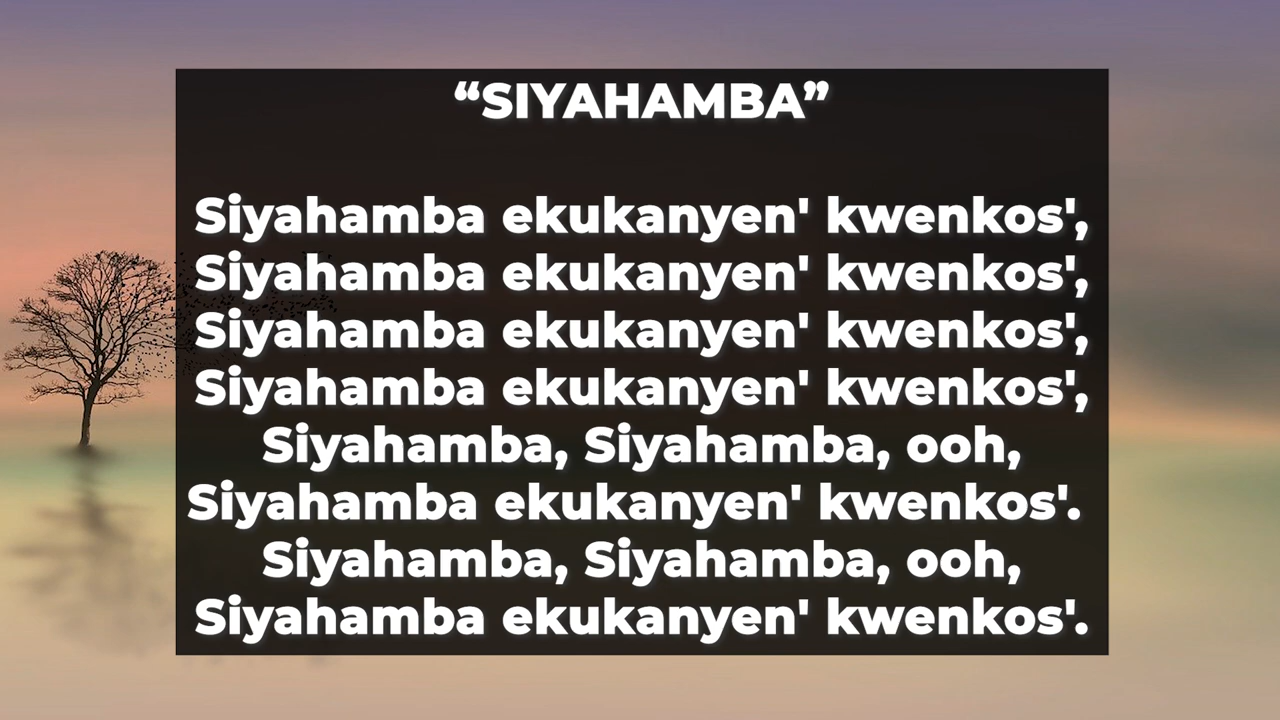 “SIYAHAMBA”
Siyahamba ekukanyen' kwenkos',
Siyahamba ekukanyen' kwenkos',
Siyahamba ekukanyen' kwenkos',
Siyahamba ekukanyen' kwenkos',
Siyahamba, Siyahamba, ooh,
Siyahamba ekukanyen' kwenkos'.
Siyahamba, Siyahamba, ooh,
Siyahamba ekukanyen' kwenkos'.